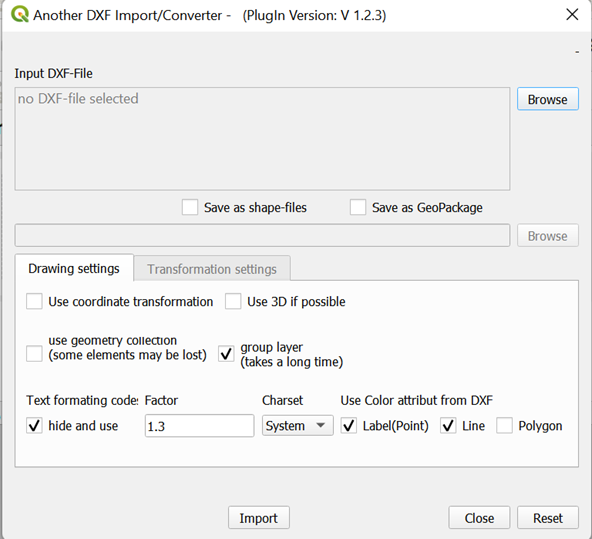 Another DXF Import/Converter - (PlugIn Version: V 1.2.3)
-
Input DXF-File
no DXF-file selected
Browse
Save as shape-files
Save as GeoPackage
Browse
Drawing settings
Transformation settings
Use coordinate transformation
Use 3D if possible
use geometry collection
(some elements may be lost)
group layer
(takes a long time)
Text formating codes
Factor
Charset
Use Color attribut from DXF
hide and use
1.3
System
Label(Point)
Line
Polygon
Import
Close
Reset